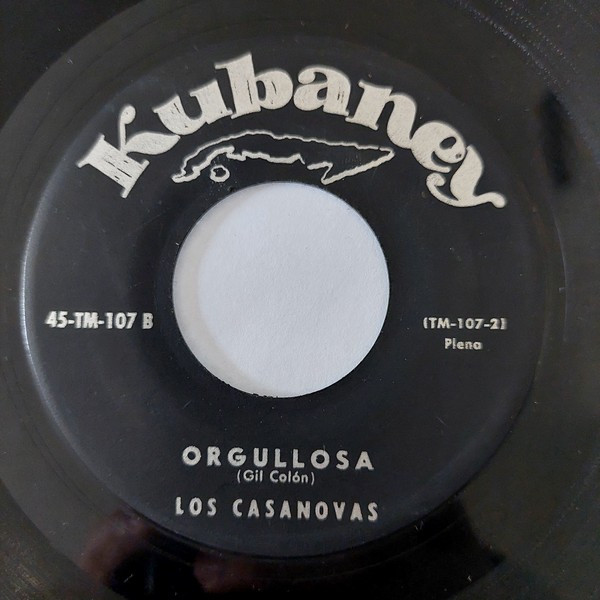 Kubaney
45-TM-107 B
(TM-107-2)
Plena
ORGULLOSA
(Gil Colón)
LOS CASANOVAS